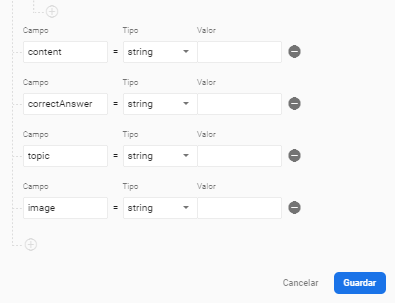 Campo Tipo Valor
content = string
Campo Tipo Valor
correctAnswer = string
Campo Tipo Valor
topic = string
Campo Tipo Valor
image = string
Cancelar Guardar